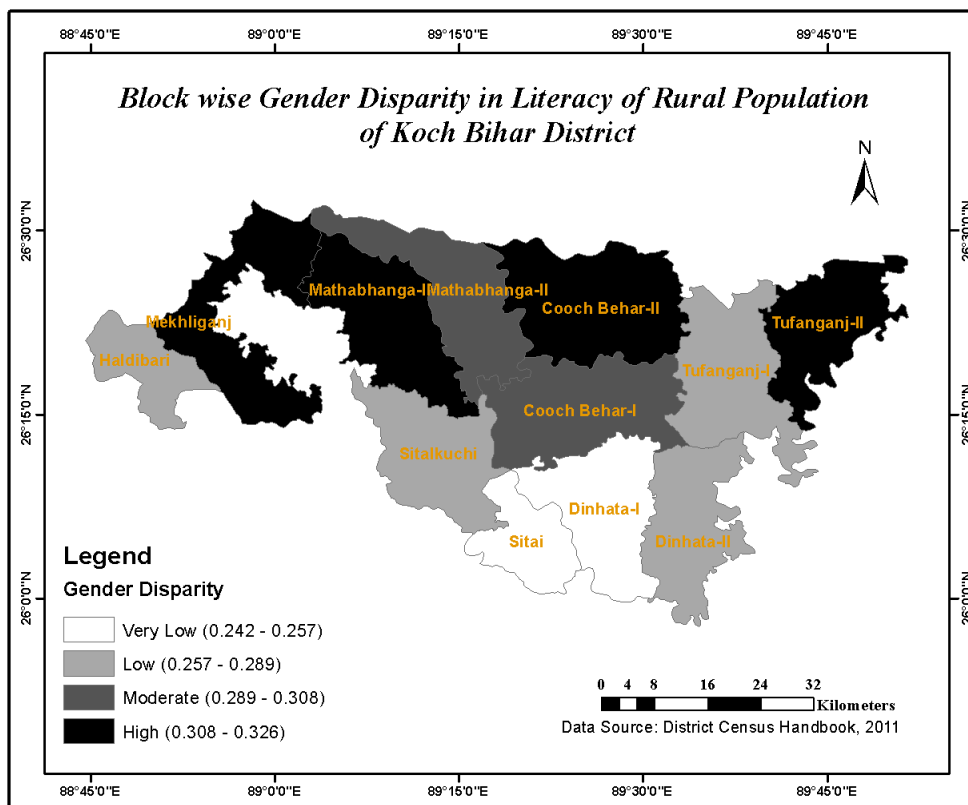 88°45'0"E 89°0'0"E 89°15'0"E 89°30'0"E 89°45'0"E
Block wise Gender Disparity in Literacy of Rural Population
of Koch Bihar District
N
26°30'0"N 26°30'0"N
Mathabhanga-I Mathabhanga-II
Cooch Behar-II
Mekhliganj
Tufanganj-II
Haldibari
Tufanganj-I
Cooch Behar-I
26°15'0"N 26°15'0"N
Sitalkuchi
Dinhata-I
Sitai
Dinhata-II
26°0'0"N 26°0'0"N
Legend
Gender Disparity
Very Low (0.242 - 0.257)
Low (0.257 - 0.289)
Moderate (0.289 - 0.308)
High (0.308 - 0.326)
0 4 8 16 24 32
Kilometers
Data Source: District Census Handbook, 2011
88°45'0"E 89°0'0"E 89°15'0"E 89°30'0"E 89°45'0"E